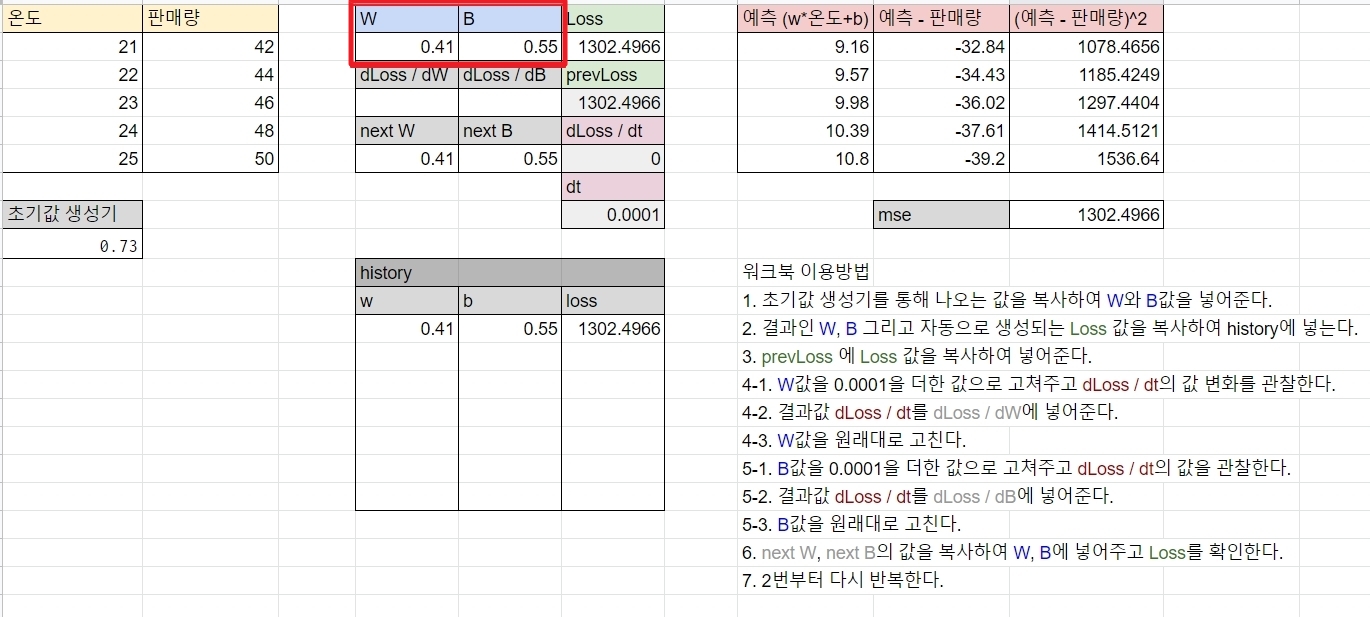 온도 판매량 W B Loss 예측 (w*온도+b) 예측 - 판매량 (예측 - 판매량)^2
21 42 0.41 0.55 1302.4966 9.16 -32.84 1078.4656
22 44 dLoss / dW dLoss / dB prevLoss 9.57 -34.43 1185.4249
23 46 1302.4966 9.98 -36.02 1297.4404
24 48 next W next B dLoss / dt 10.39 -37.61 1414.5121
25 50 0.41 0.55 0 10.8 -39.2 1536.64
dt
초기값 생성기 0.0001 mse 1302.4966
0.73
history 워크북 이용방법
w b loss 1. 초기값 생성기를 통해 나오는 값을 복사하여 W와 B값을 넣어준다.
0.41 0.55 1302.4966 2. 결과인 W, B 그리고 자동으로 생성되는 Loss 값을 복사하여 history에 넣는다.
3. prevLoss 에 Loss 값을 복사하여 넣어준다.
4-1. W값을 0.0001을 더한 값으로 고쳐주고 dLoss / dt의 값 변화를 관찰한다.
4-2. 결과값 dLoss / dt를 dLoss / dW에 넣어준다.
4-3. W값을 원래대로 고친다.
5-1. B값을 0.0001을 더한 값으로 고쳐주고 dLoss / dt의 값을 관찰한다.
5-2. 결과값 dLoss / dt를 dLoss / dB에 넣어준다.
5-3. B값을 원래대로 고친다.
6. next W, next B의 값을 복사하여 W, B에 넣어주고 Loss를 확인한다.
7. 2번부터 다시 반복한다.